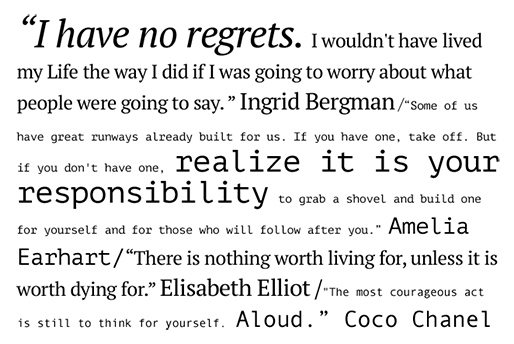 “I have no regrets. I wouldn't have lived
my Life the way I did if I was going to worry about what
people were going to say. ” Ingrid Bergman /“Some of us
have great runways already built for us. If you have one, take off. But
if you don't have one, realize it is your
responsibility to grab a shovel and build one
for yourself and for those who will follow after you.” Amelia
Earhart/“There is nothing worth living for, unless it is
worth dying for.” Elisabeth Elliot /"The most courageous act
is still to think for yourself. Aloud.” Coco Chanel